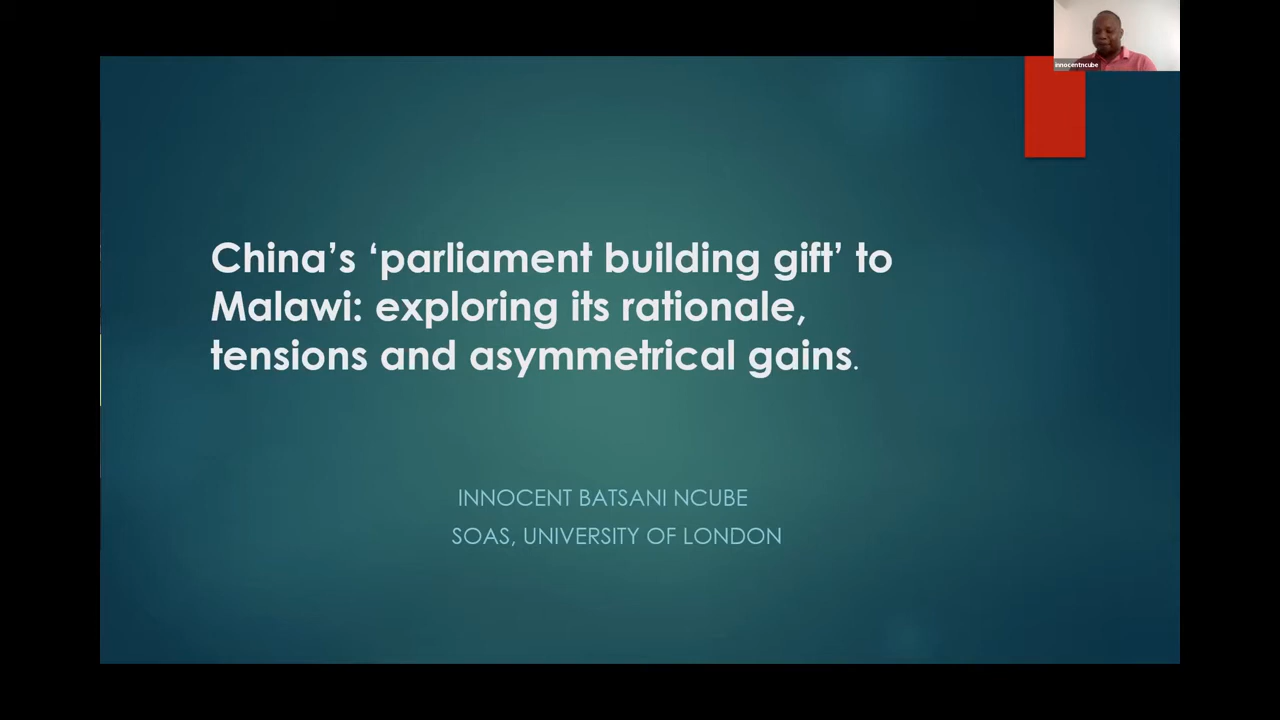 innocentncube
China’s ‘parliament building gift’ to
Malawi: exploring its rationale,
tensions and asymmetrical gains.
INNOCENT BATSANI NCUBE
SOAS, UNIVERSITY OF LONDON